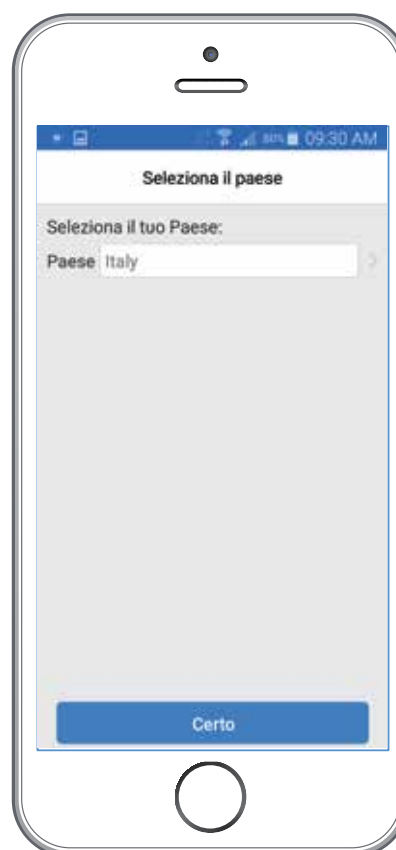 09:30 AM
Seleziona il paese
Seleziona il tuo Paese:
Paese Italy
Certo